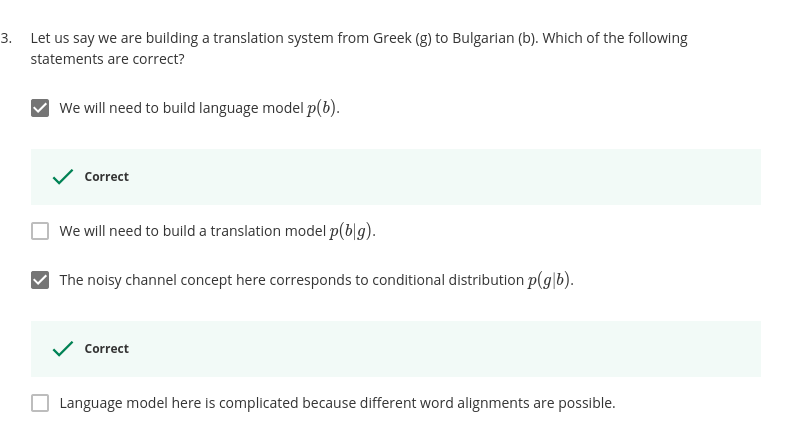 3. Let us say we are building a translation system from Greek (g) to Bulgarian (b). Which of the following
statements are correct?
We will need to build language model p(b).
Correct
We will need to build a translation model p(b|g).
The noisy channel concept here corresponds to conditional distribution p(g|b).
Correct
Language model here is complicated because different word alignments are possible.